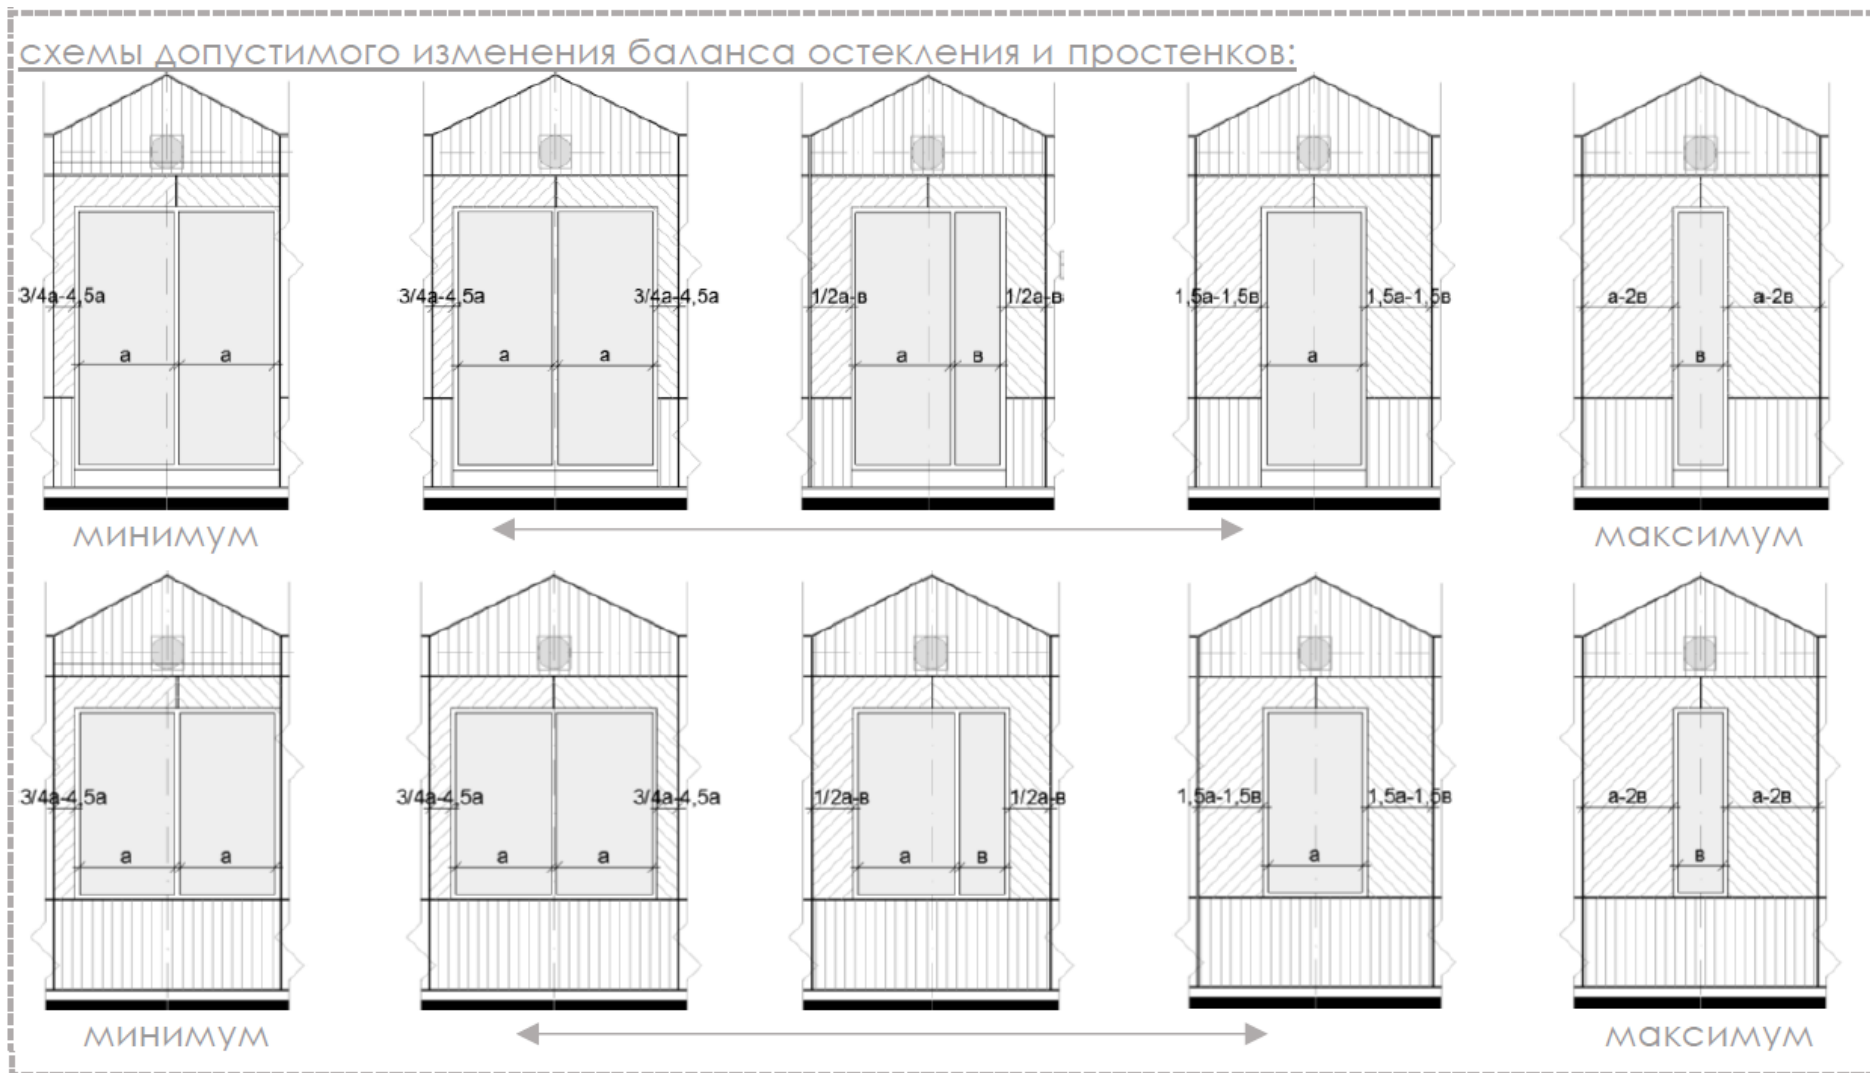 схемы допустимого изменения баланса остекления и простенков:
3/4а-4,5а 3/4а-4,5а 3/4а-4,5а 1/2а-в 1/2а-в 1,5а-1,5в 1,5а-1,5в а-2в а-2в
а а а а а в а в
минимум максимум
3/4а-4,5а 3/4а-4,5а 3/4а-4,5а 1/2а-в 1/2а-в 1,5а-1,5в 1,5а-1,5в а-2в а-2в
а а а а а в а в
минимум максимум